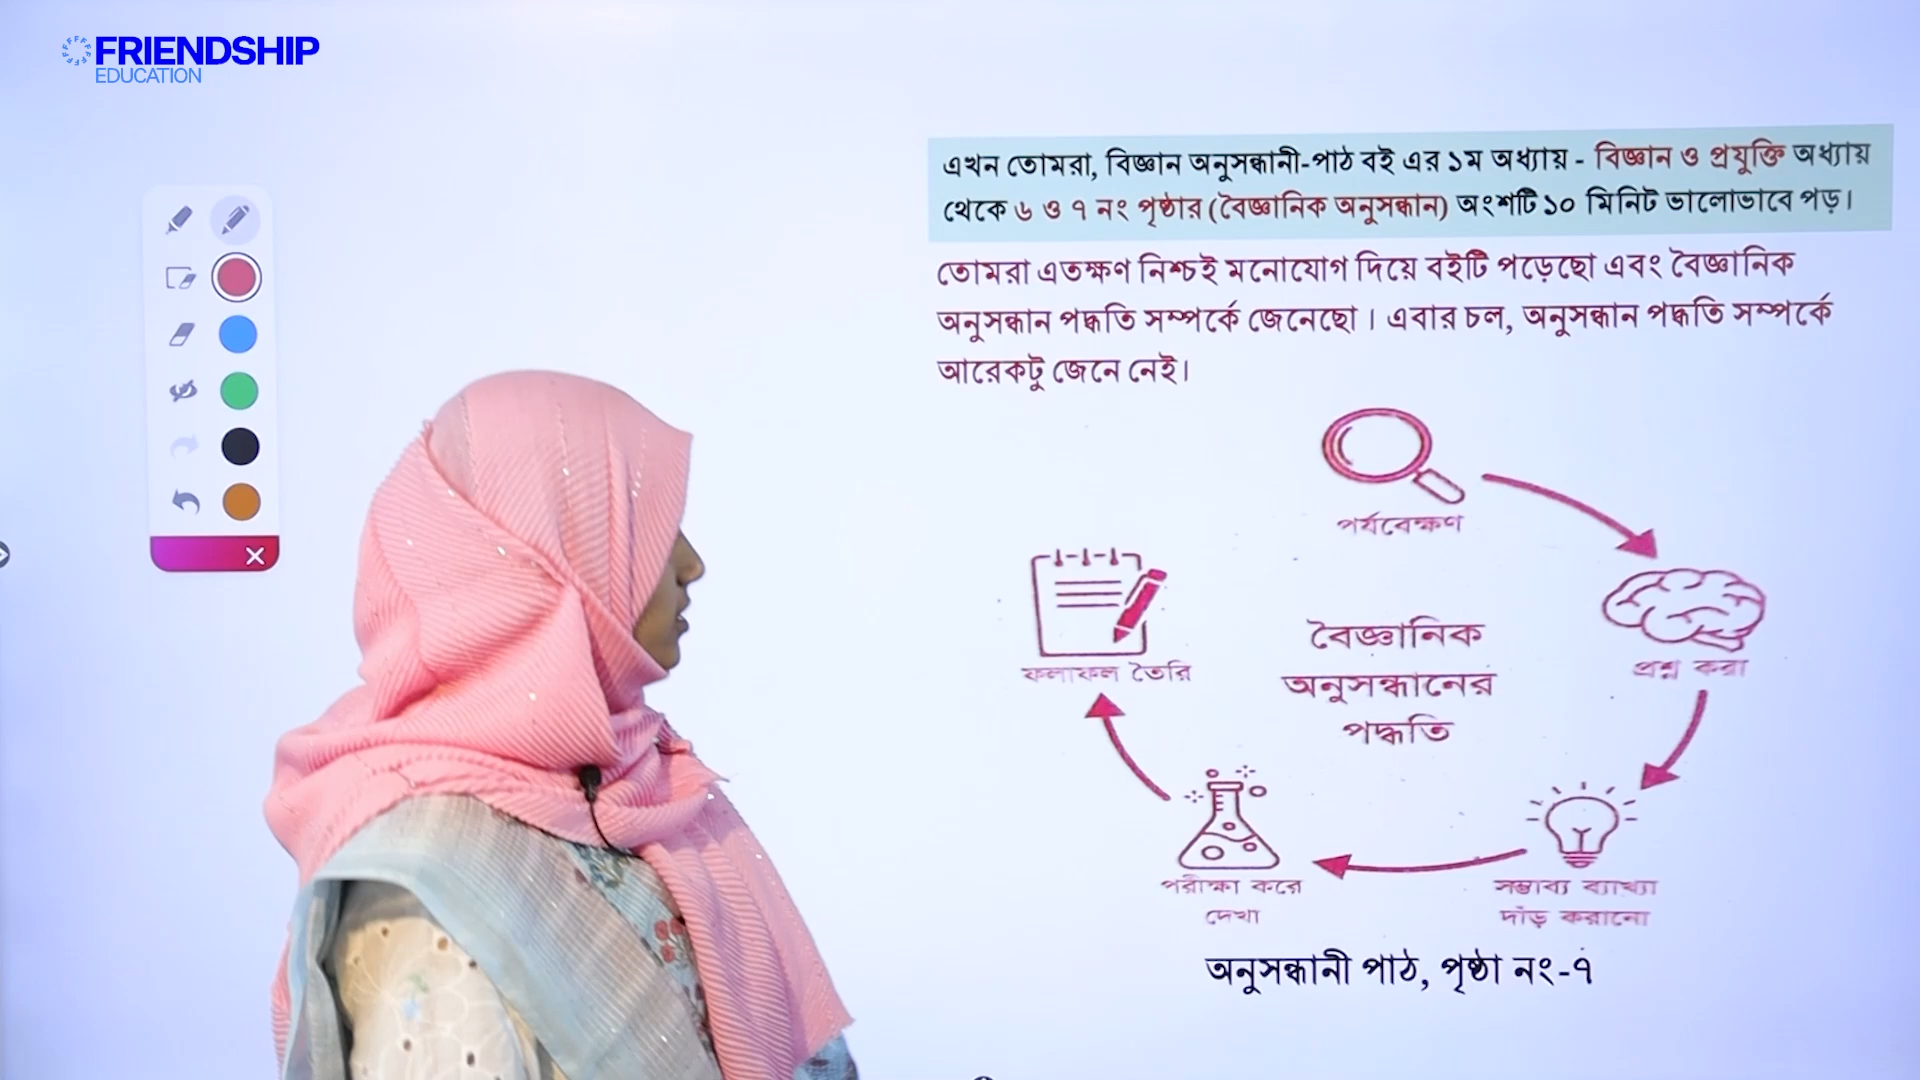 FRIENDSHIP
EDUCATION
এখন তোমরা, বিজ্ঞান অনুসন্ধানী-পাঠ বই এর ১ম অধ্যায় - বিজ্ঞান ও প্রযুক্তি অধ্যায়
থেকে ৬ ও ৭ নং পৃষ্ঠার (বৈজ্ঞানিক অনুসন্ধান) অংশটি ১০ মিনিট ভালোভাবে পড়।
তোমরা এতক্ষণ নিশ্চই মনোযোগ দিয়ে বইটি পড়েছো এবং বৈজ্ঞানিক
অনুসন্ধান পদ্ধতি সম্পর্কে জেনেছো। এবার চল, অনুসন্ধান পদ্ধতি সম্পর্কে
আরেকটু জেনে নেই।
পর্যবেক্ষণ
প্রশ্ন করা
সম্ভাব্য ব্যাখ্যা
দাঁড় করানো
পরীক্ষা করে
দেখা
ফলাফল তৈরি
বৈজ্ঞানিক
অনুসন্ধানের
পদ্ধতি
অনুসন্ধানী পাঠ, পৃষ্ঠা নং-৭